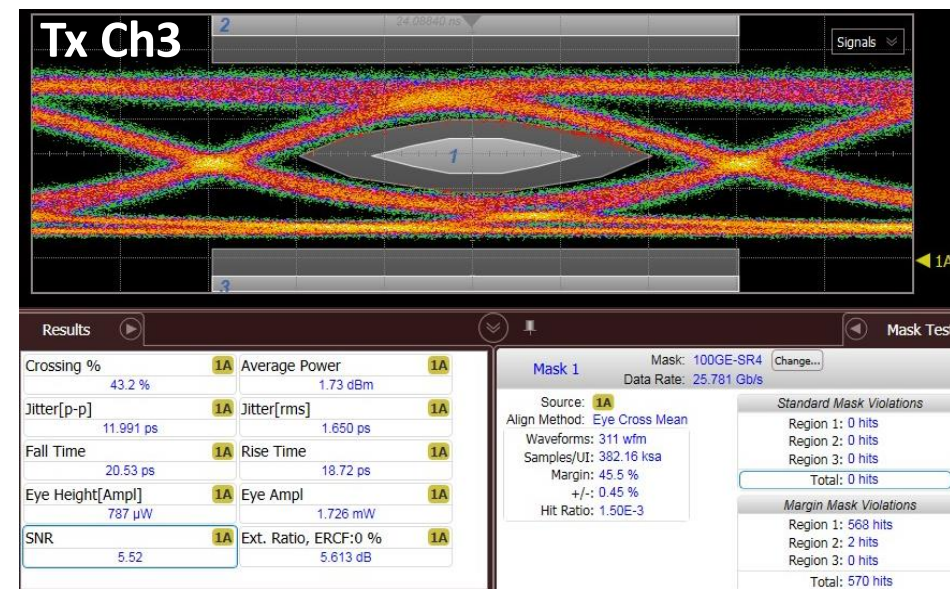 Tx Ch3
2
24.08840 ns
Signals
1
3
1A
Results
Mask Test
Crossing % 1A
43.2 %
Average Power 1A
1.73 dBm
Jitter[p-p] 1A
11.991 ps
Jitter[rms] 1A
1.650 ps
Fall Time 1A
20.53 ps
Rise Time 1A
18.72 ps
Eye Height[Ampl] 1A
787 µW
Eye Ampl 1A
1.726 mW
SNR 1A
5.52
Ext. Ratio, ERCF:0 % 1A
5.613 dB
Mask 1
Mask: 100GE-SR4 Change...
Data Rate: 25.781 Gb/s
Source: 1A
Align Method: Eye Cross Mean
Waveforms: 311 wfm
Samples/UI: 382.16 ksa
Margin: 45.5 %
+/-: 0.45 %
Hit Ratio: 1.50E-3
Standard Mask Violations
Region 1: 0 hits
Region 2: 0 hits
Region 3: 0 hits
Total: 0 hits
Margin Mask Violations
Region 1: 568 hits
Region 2: 2 hits
Region 3: 0 hits
Total: 570 hits